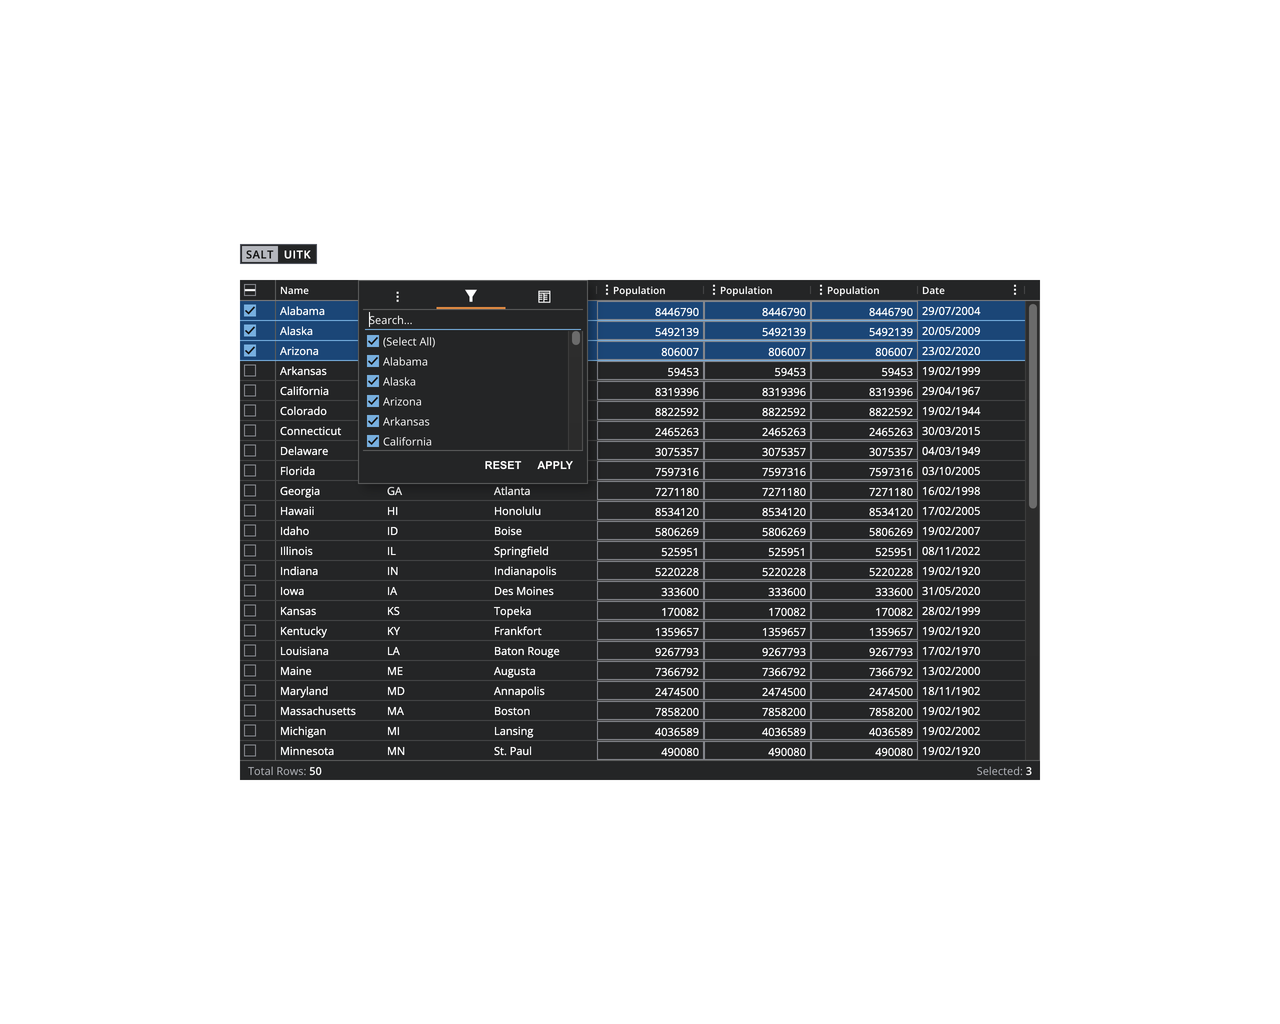 SALT UITK
Name Population Population Population Date
Search...
(Select All)
Alabama
Alaska
Arizona
Arkansas
California
RESET APPLY
Alabama 8446790 8446790 8446790 29/07/2004
Alaska 5492139 5492139 5492139 20/05/2009
Arizona 806007 806007 806007 23/02/2020
Arkansas 59453 59453 59453 19/02/1999
California 8319396 8319396 8319396 29/04/1967
Colorado 8822592 8822592 8822592 19/02/1944
Connecticut 2465263 2465263 2465263 30/03/2015
Delaware 3075357 3075357 3075357 04/03/1949
Florida 7597316 7597316 7597316 03/10/2005
Georgia GA Atlanta 7271180 7271180 7271180 16/02/1998
Hawaii HI Honolulu 8534120 8534120 8534120 17/02/2005
Idaho ID Boise 5806269 5806269 5806269 19/02/2007
Illinois IL Springfield 525951 525951 525951 08/11/2022
Indiana IN Indianapolis 5220228 5220228 5220228 19/02/1920
Iowa IA Des Moines 333600 333600 333600 31/05/2020
Kansas KS Topeka 170082 170082 170082 28/02/1999
Kentucky KY Frankfort 1359657 1359657 1359657 19/02/1920
Louisiana LA Baton Rouge 9267793 9267793 9267793 17/02/1970
Maine ME Augusta 7366792 7366792 7366792 13/02/2000
Maryland MD Annapolis 2474500 2474500 2474500 18/11/1902
Massachusetts MA Boston 7858200 7858200 7858200 19/02/1902
Michigan MI Lansing 4036589 4036589 4036589 19/02/2002
Minnesota MN St. Paul 490080 490080 490080 19/02/1920
Total Rows: 50 Selected: 3